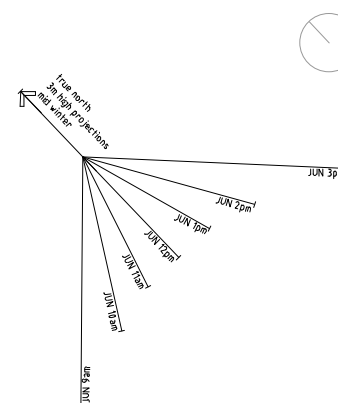 true north
3m high projections
mid winter
JUN 3p
JUN 2pm
JUN 1pm
JUN 12pm
JUN 11am
JUN 10am
JUN 9am